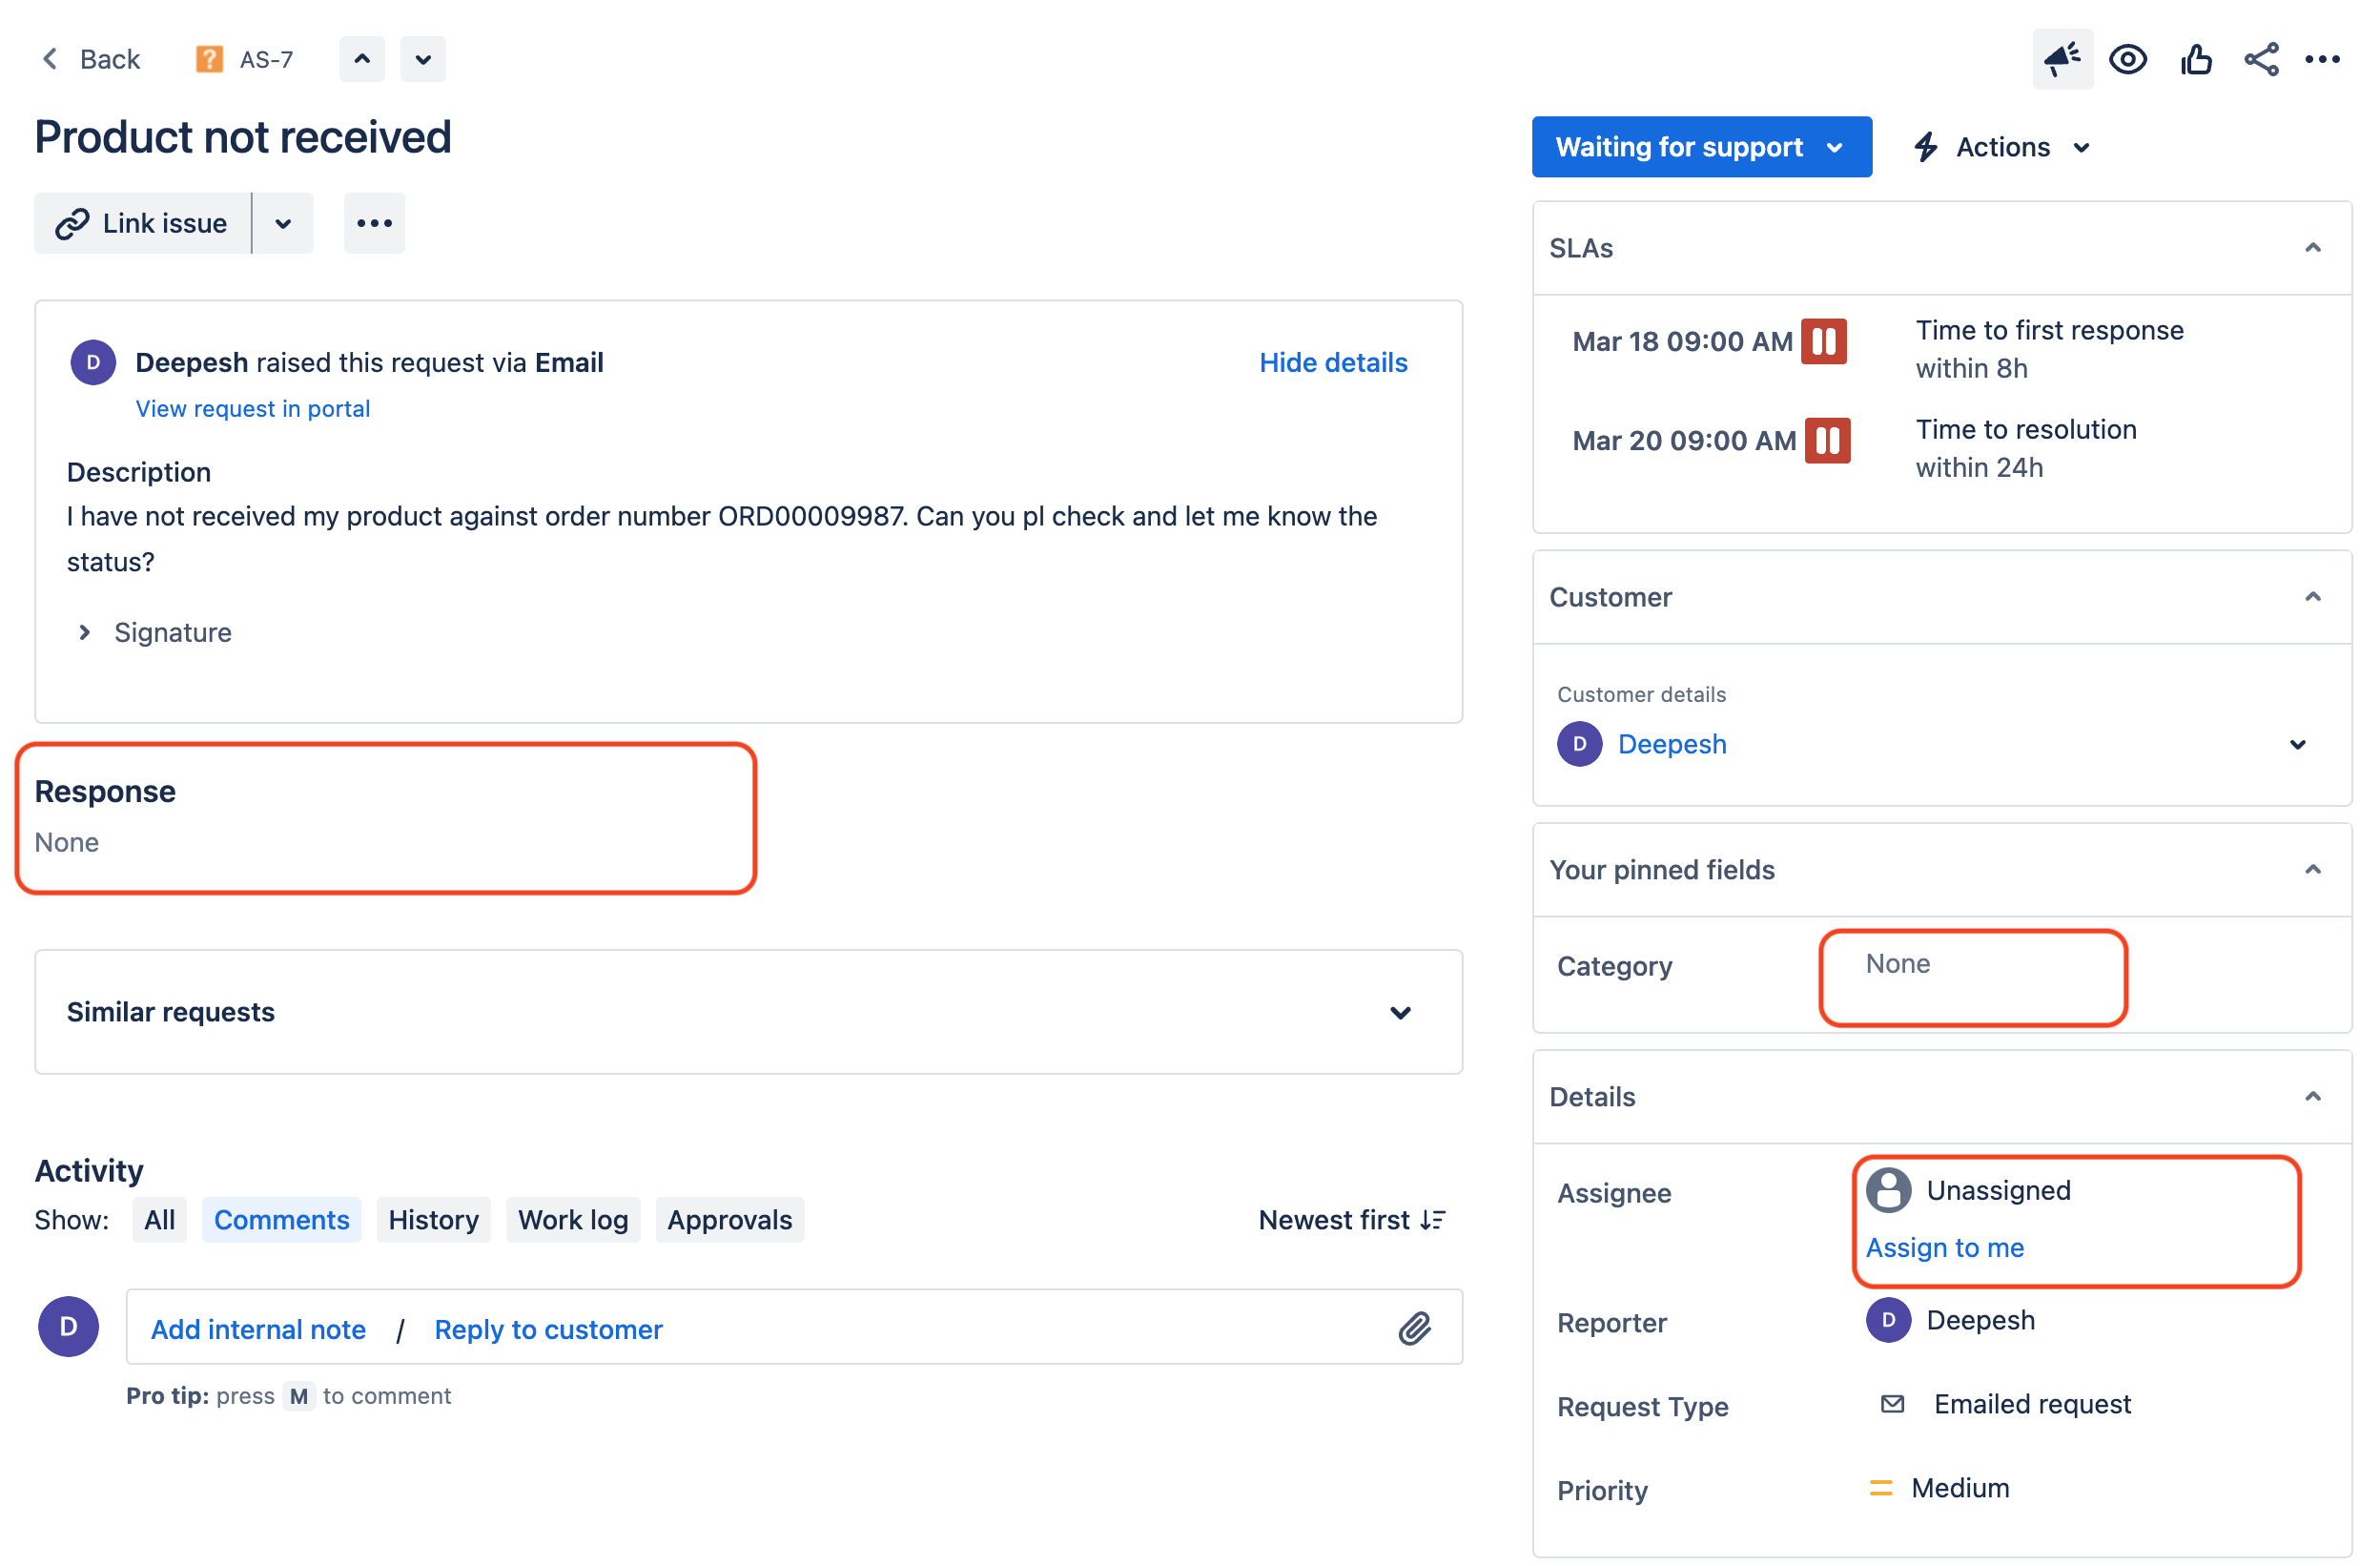 Back
AS-7
Product not received
Link issue
D
Deepesh raised this request via Email
Hide details
View request in portal
Description
I have not received my product against order number ORD00009987. Can you pl check and let me know the
status?
Signature
Response
None
Similar requests
Activity
Show: All Comments History Work log Approvals
Newest first
D
Add internal note / Reply to customer
Pro tip: press M to comment
Waiting for support
Actions
SLAs
Mar 18 09:00 AM
Time to first response
within 8h
Mar 20 09:00 AM
Time to resolution
within 24h
Customer
Customer details
D
Deepesh
Your pinned fields
Category
None
Details
Assignee
Unassigned
Assign to me
Reporter
D
Deepesh
Request Type
Emailed request
Priority
Medium